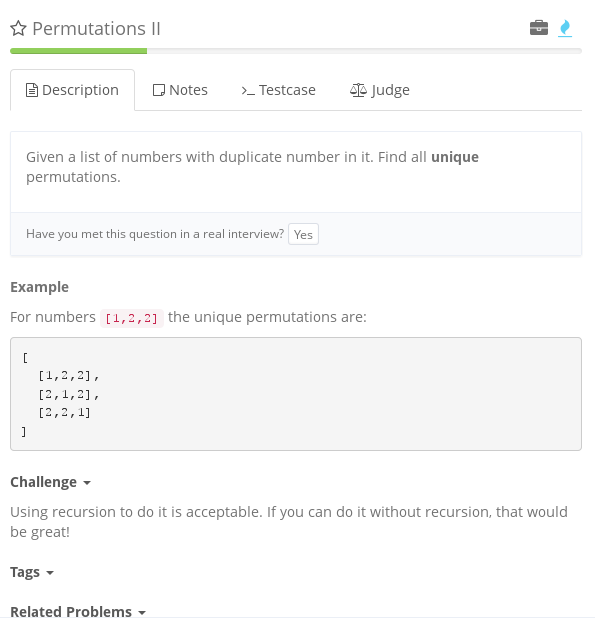 Permutations II
Description
Notes
Testcase
Judge
Given a list of numbers with duplicate number in it. Find all unique
permutations.
Have you met this question in a real interview? Yes
Example
For numbers [1,2,2] the unique permutations are:
[
[1,2,2],
[2,1,2],
[2,2,1]
]
Challenge
Using recursion to do it is acceptable. If you can do it without recursion, that would
be great!
Tags
Related Problems